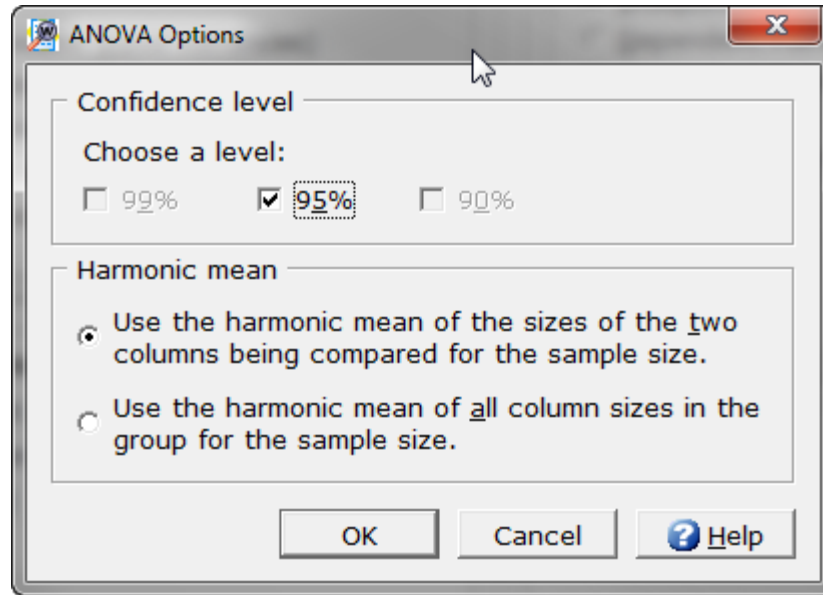 ANOVA Options
Confidence level
Choose a level:
99% 95% 90%
Harmonic mean
Use the harmonic mean of the sizes of the two
columns being compared for the sample size.
Use the harmonic mean of all column sizes in the
group for the sample size.
OK Cancel Help